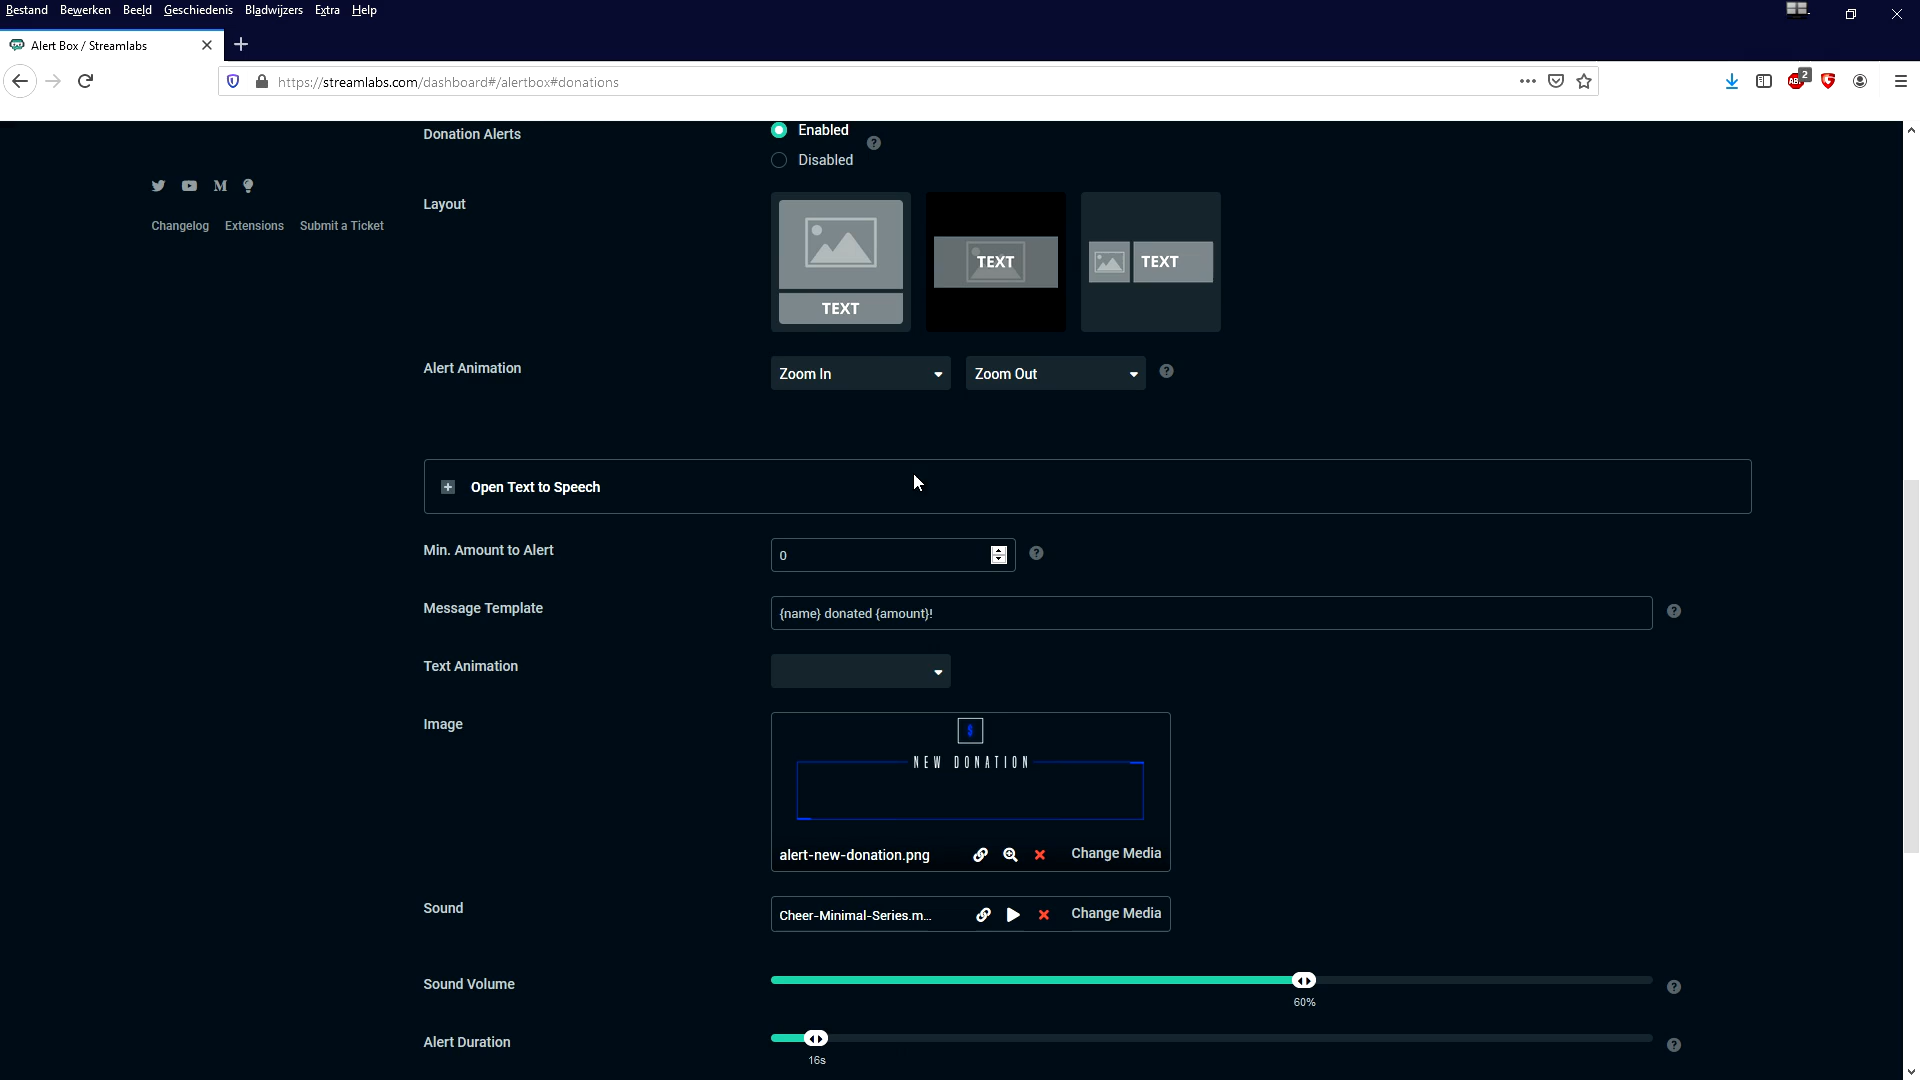 Bestand Bewerken Beeld Geschiedenis Bladwijzers Extra Help
Alert Box / Streamlabs
https://streamlabs.com/dashboard#/alertbox#donations
ABP 2
Donation Alerts
Enabled
Disabled
Changelog Extensions Submit a Ticket
Layout
TEXT
TEXT
TEXT
Alert Animation
Zoom In
Zoom Out
Open Text to Speech
Min. Amount to Alert
0
Message Template
{name} donated {amount}!
Text Animation
Image
$
NEW DONATION
alert-new-donation.png
Change Media
Sound
Cheer-Minimal-Series.m...
Change Media
Sound Volume
60%
Alert Duration
16s